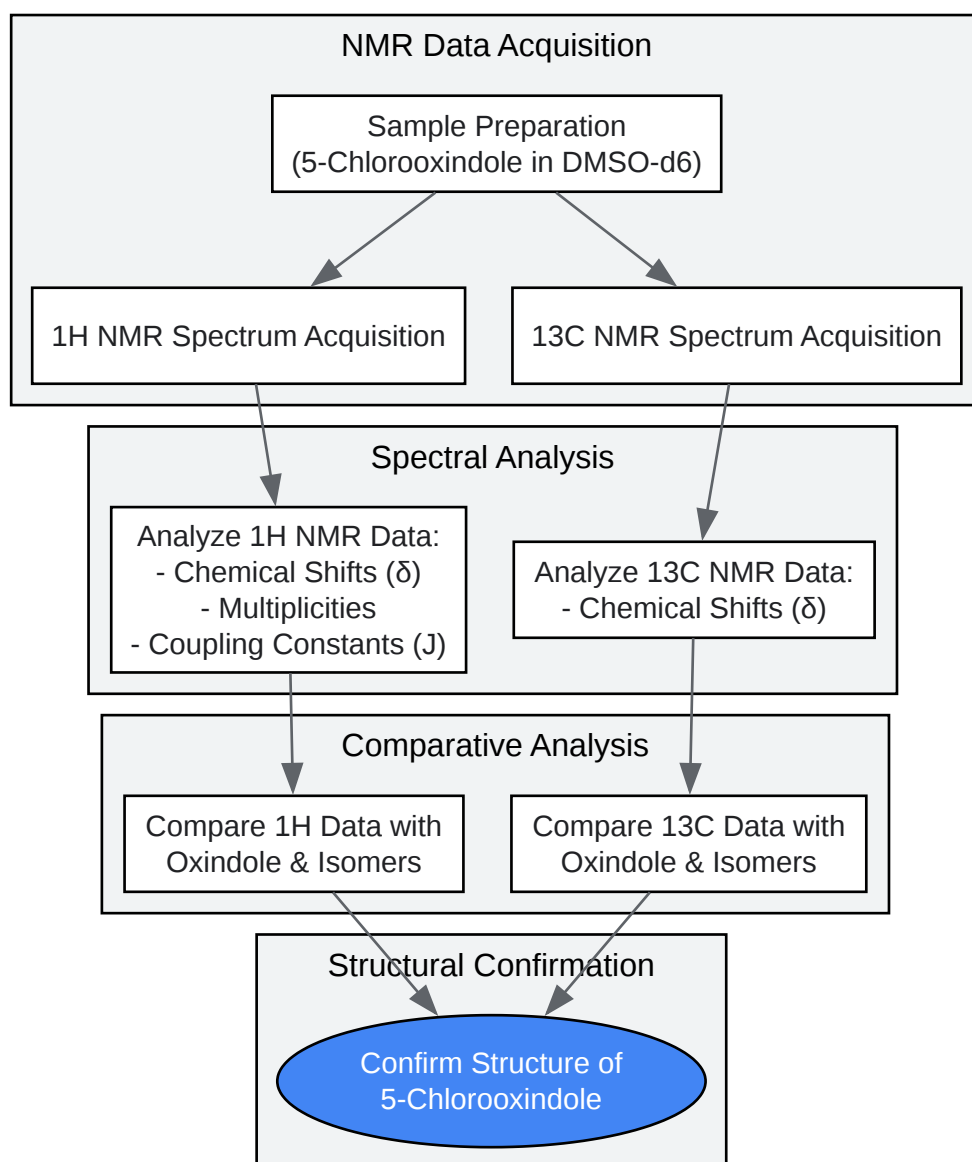 NMR Data Acquisition
Sample Preparation
(5-Chlorooxindole in DMSO-d6)
1H NMR Spectrum Acquisition
13C NMR Spectrum Acquisition
Spectral Analysis
Analyze 1H NMR Data:
- Chemical Shifts (δ)
- Multiplicities
- Coupling Constants (J)
Analyze 13C NMR Data:
- Chemical Shifts (δ)
Comparative Analysis
Compare 1H Data with
Oxindole & Isomers
Compare 13C Data with
Oxindole & Isomers
Structural Confirmation
Confirm Structure of
5-Chlorooxindole